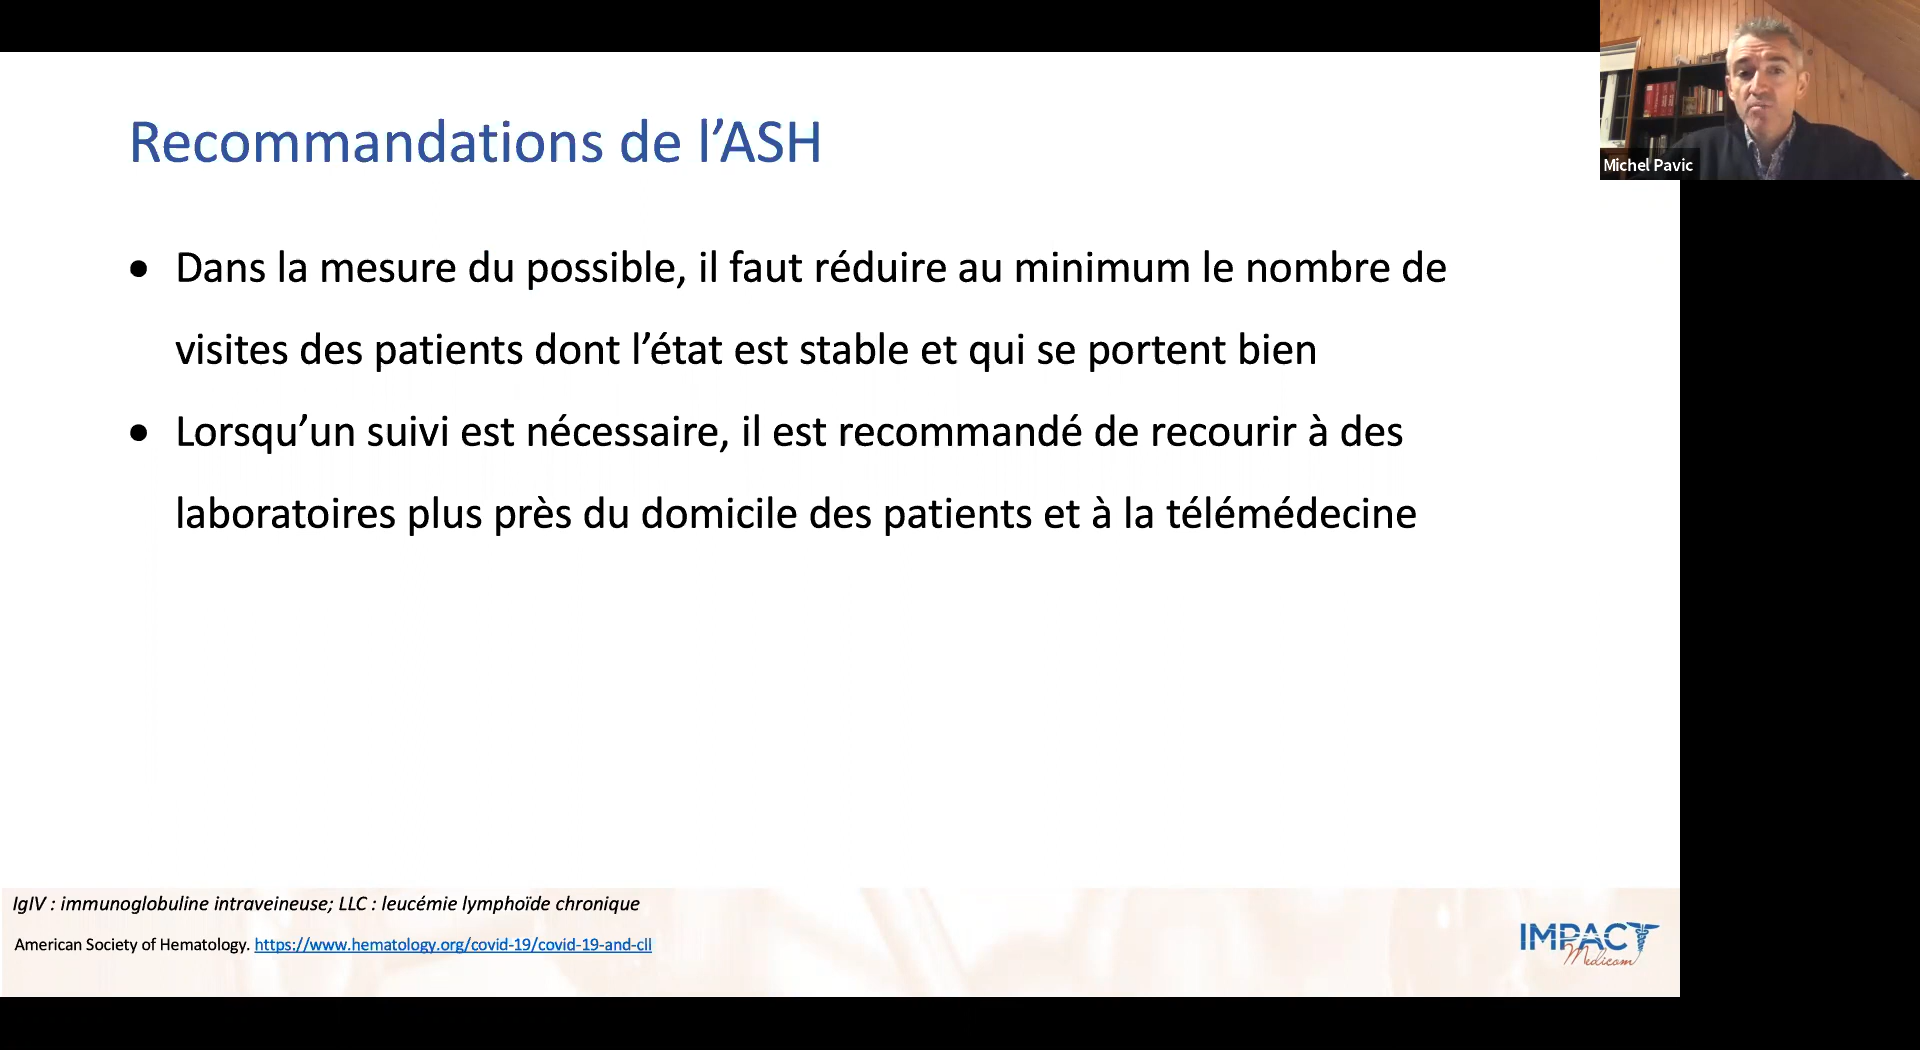 Recommandations de l’ASH
• Dans la mesure du possible, il faut réduire au minimum le nombre de
visites des patients dont l’état est stable et qui se portent bien
• Lorsqu’un suivi est nécessaire, il est recommandé de recourir à des
laboratoires plus près du domicile des patients et à la télémédecine
IgIV : immunoglobuline intraveineuse; LLC : leucémie lymphoïde chronique
American Society of Hematology. https://www.hematology.org/covid-19/covid-19-and-cll
IMPACT
Medicom
Michel Pavic